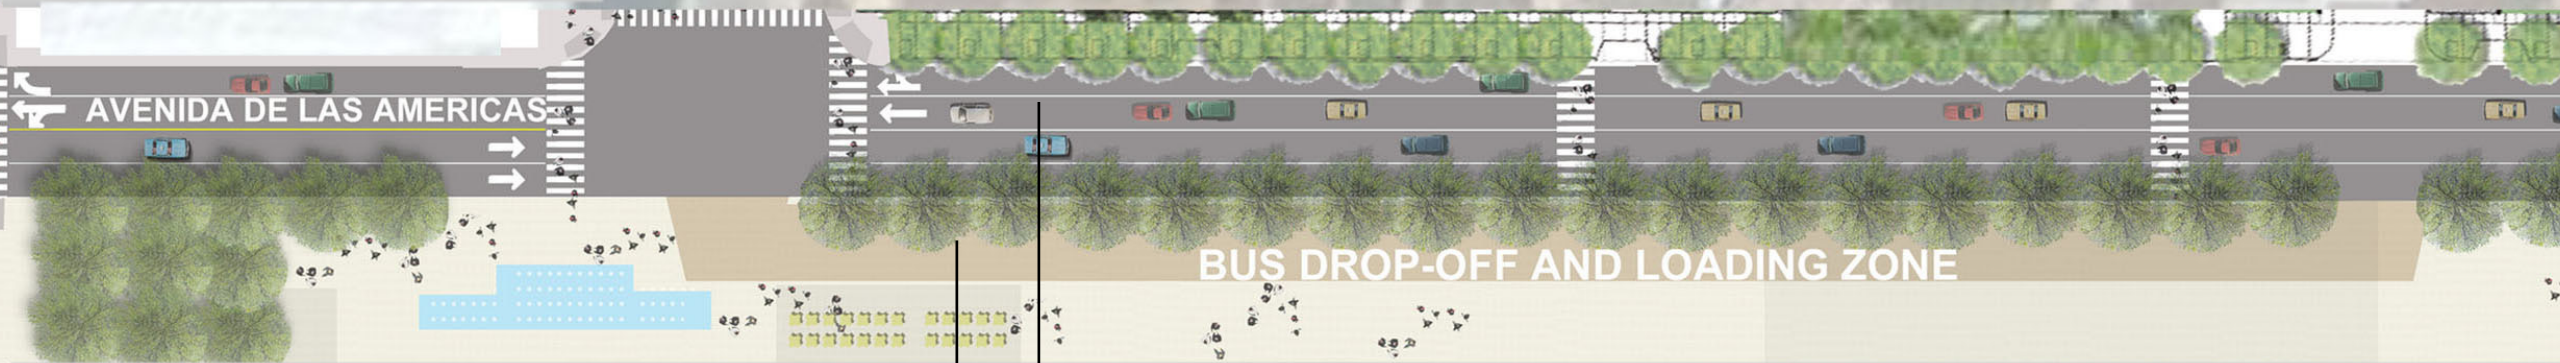 AVENIDA DE LAS AMERICAS
BUS DROP-OFF AND LOADING ZONE